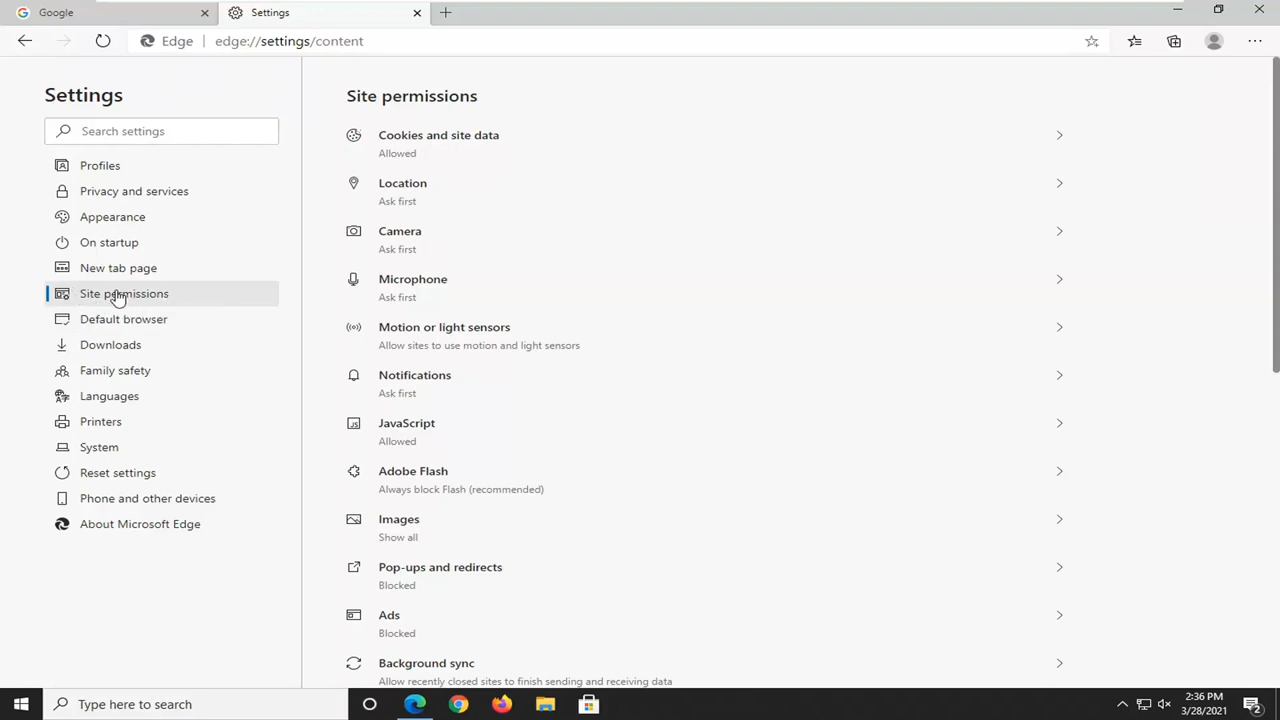 Google
Settings
Edge
edge://settings/content
Settings
Search settings
Profiles
Privacy and services
Appearance
On startup
New tab page
Site permissions
Default browser
Downloads
Family safety
Languages
Printers
System
Reset settings
Phone and other devices
About Microsoft Edge
Site permissions
Cookies and site data
Allowed
Location
Ask first
Camera
Ask first
Microphone
Ask first
Motion or light sensors
Allow sites to use motion and light sensors
Notifications
Ask first
JavaScript
Allowed
Adobe Flash
Always block Flash (recommended)
Images
Show all
Pop-ups and redirects
Blocked
Ads
Blocked
Background sync
Allow recently closed sites to finish sending and receiving data
Type here to search
2:36 PM
3/28/2021
2